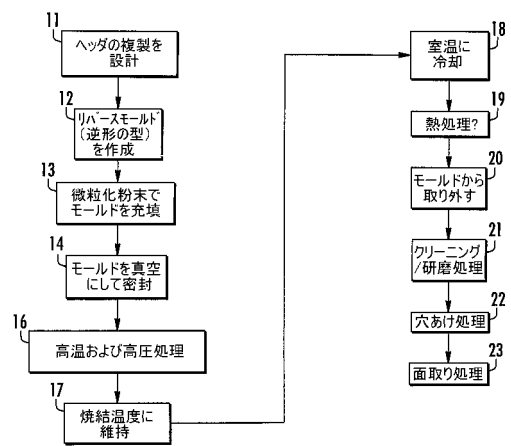 11
ヘッダの複製を
設計
12
リバースモールド
(逆形の型)
を作成
13
微粒化粉末で
モールドを充填
14
モールドを真空
にして密封
16
高温および高圧処理
17
焼結温度に
維持
18
室温に
冷却
19
熱処理?
20
モールドから
取り外す
21
クリーニング
/研磨処理
22
穴あけ処理
23
面取り処理